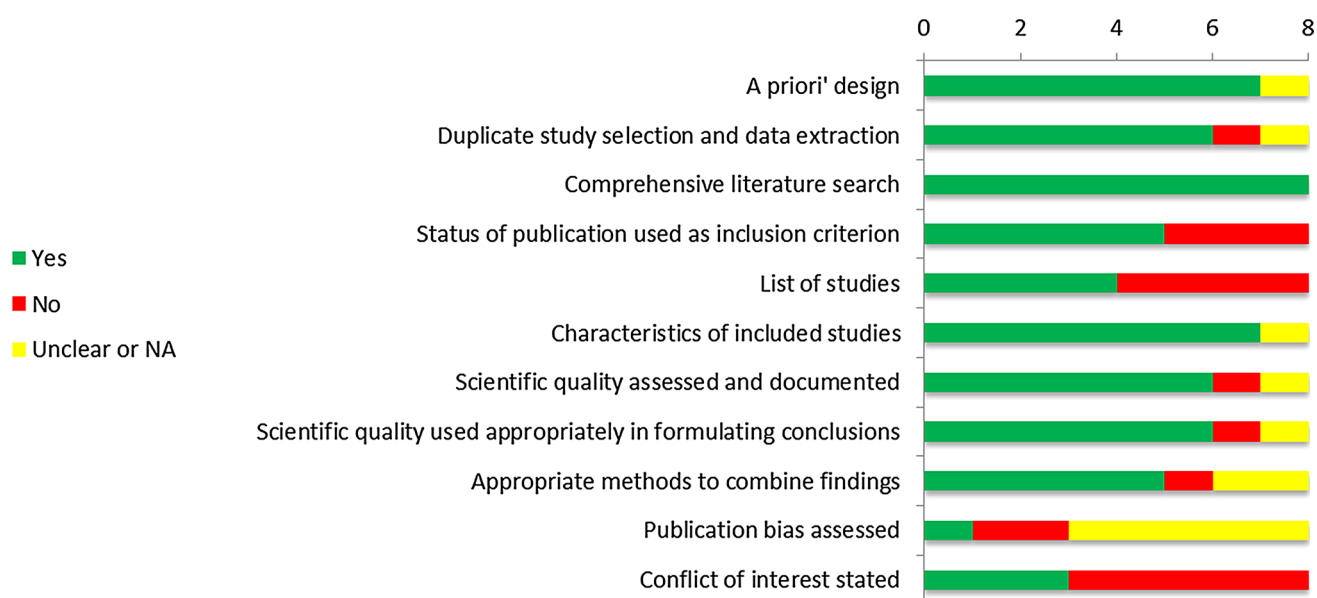 0 2 4 6 8
A priori' design
Duplicate study selection and data extraction
Comprehensive literature search
Status of publication used as inclusion criterion
List of studies
Characteristics of included studies
Scientific quality assessed and documented
Scientific quality used appropriately in formulating conclusions
Appropriate methods to combine findings
Publication bias assessed
Conflict of interest stated
Yes
No
Unclear or NA